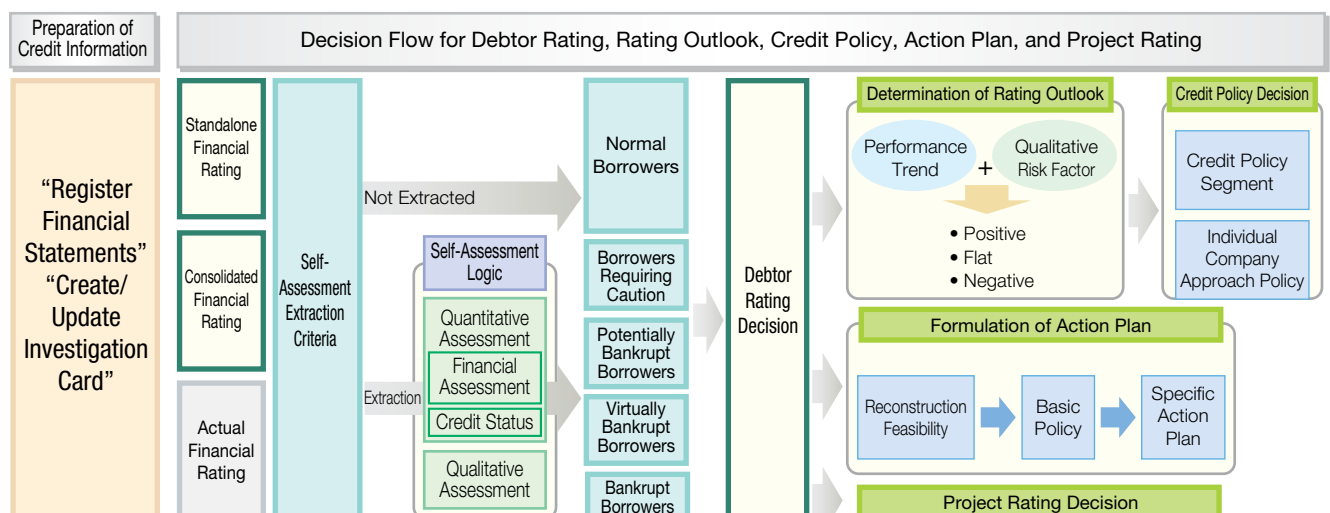 Preparation of
Credit Information
Decision Flow for Debtor Rating, Rating Outlook, Credit Policy, Action Plan, and Project Rating
“Register
Financial
Statements”
“Create/
Update
Investigation
Card”
Standalone
Financial
Rating
Consolidated
Financial
Rating
Actual
Financial
Rating
Self-
Assessment
Extraction
Criteria
Not Extracted
Extraction
Self-Assessment
Logic
Quantitative
Assessment
Financial
Assessment
Credit Status
Qualitative
Assessment
Normal
Borrowers
Borrowers
Requiring
Caution
Potentially
Bankrupt
Borrowers
Virtually
Bankrupt
Borrowers
Bankrupt
Borrowers
Debtor
Rating
Decision
Determination of Rating Outlook
Performance
Trend
+
Qualitative
Risk Factor
• Positive
• Flat
• Negative
Credit Policy Decision
Credit Policy
Segment
Individual
Company
Approach Policy
Formulation of Action Plan
Reconstruction
Feasibility
Basic
Policy
Specific
Action
Plan
Project Rating Decision